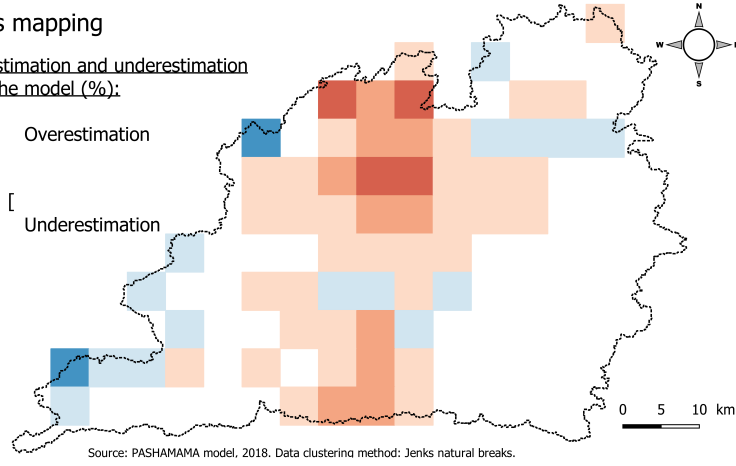 s mapping
stimation and underestimation
he model (%):
Overestimation
[
Underestimation
N
W
S
0 5 10 km
Source: PASHAMAMA model, 2018. Data clustering method: Jenks natural breaks.